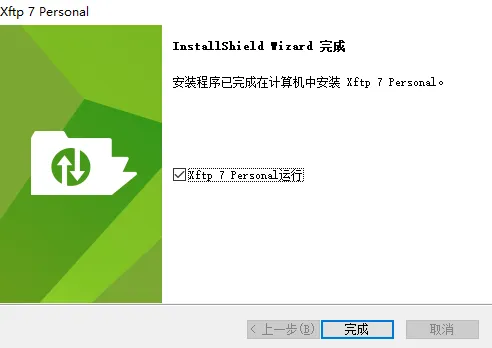 Xftp 7 Personal
InstallShield Wizard 完成
安装程序已完成在计算机中安装 Xftp 7 Personal。
Xftp 7 Personal运行
< 上一步(B)
完成
取消